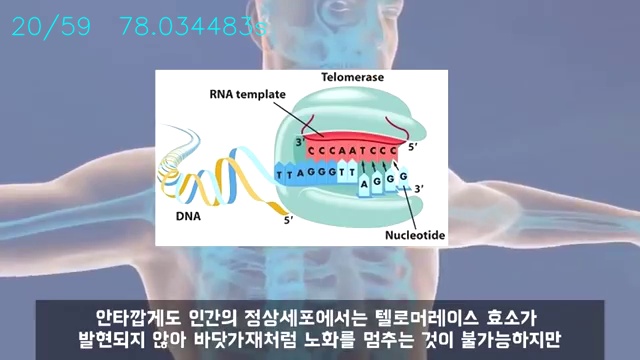 20/59 78.034483s
Telomerase
RNA template
3' 5'
CCCAATCCC
TTAGGGTTAGGG
3'
DNA
5'
Nucleotide
안타깝게도 인간의 정상세포에서는 텔로머레이스 효소가
발현되지 않아 바닷가재처럼 노화를 멈추는 것이 불가능하지만